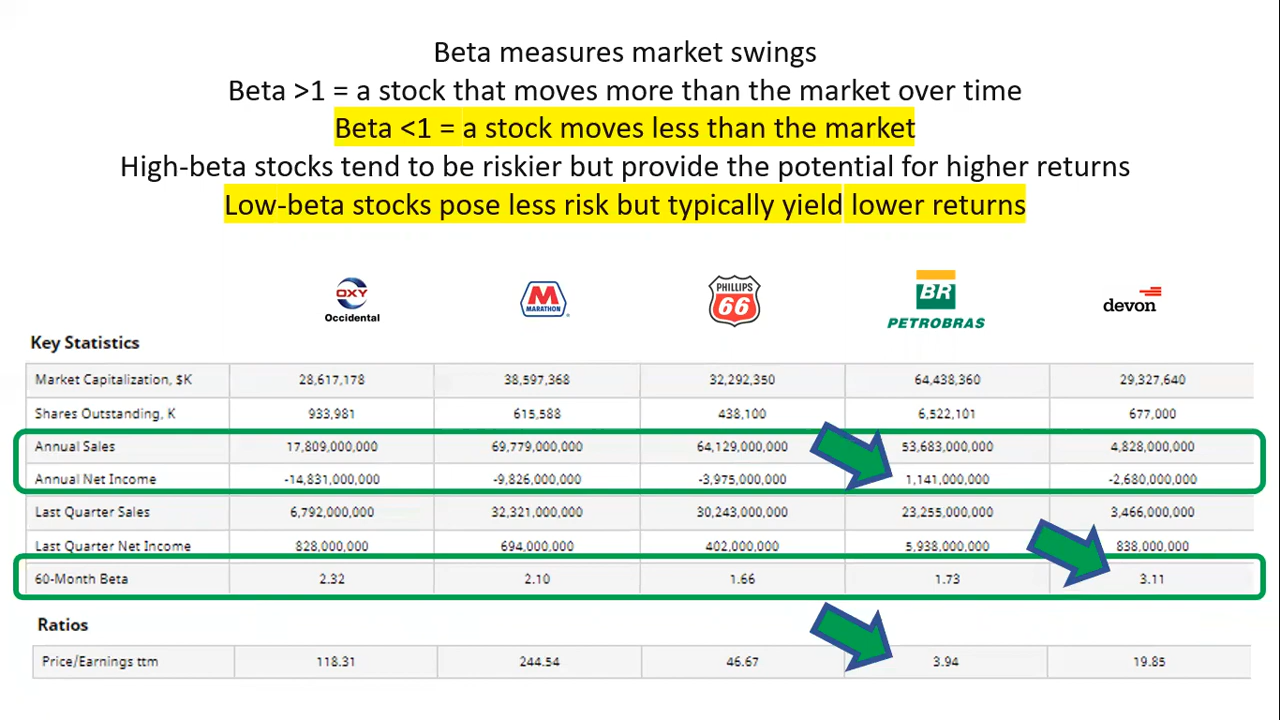 Beta measures market swings
Beta >1 = a stock that moves more than the market over time
Beta <1 = a stock moves less than the market
High-beta stocks tend to be riskier but provide the potential for higher returns
Low-beta stocks pose less risk but typically yield lower returns
OXY Occidental M MARATHON PHILLIPS 66 BR PETROBRAS devon
Key Statistics
Market Capitalization, $K 28,617,178 38,597,368 32,292,350 64,438,360 29,327,640
Shares Outstanding, K 933,981 615,588 438,100 6,522,101 677,000
Annual Sales 17,809,000,000 69,779,000,000 64,129,000,000 53,683,000,000 4,828,000,000
Annual Net Income -14,831,000,000 -9,826,000,000 -3,975,000,000 1,141,000,000 -2,680,000,000
Last Quarter Sales 6,792,000,000 32,321,000,000 30,243,000,000 23,255,000,000 3,466,000,000
Last Quarter Net Income 828,000,000 694,000,000 402,000,000 5,938,000,000 838,000,000
60-Month Beta 2.32 2.10 1.66 1.73 3.11
Ratios
Price/Earnings ttm 118.31 244.54 46.67 3.94 19.85